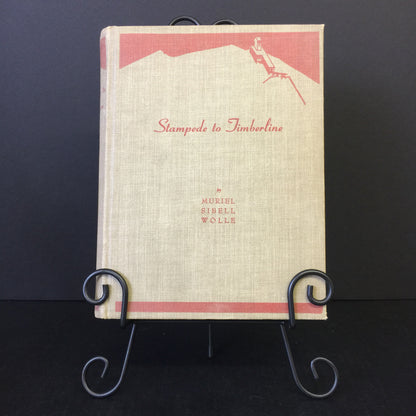 Stampede to Timberline
by
MURIEL
SIBELL
WOLLE